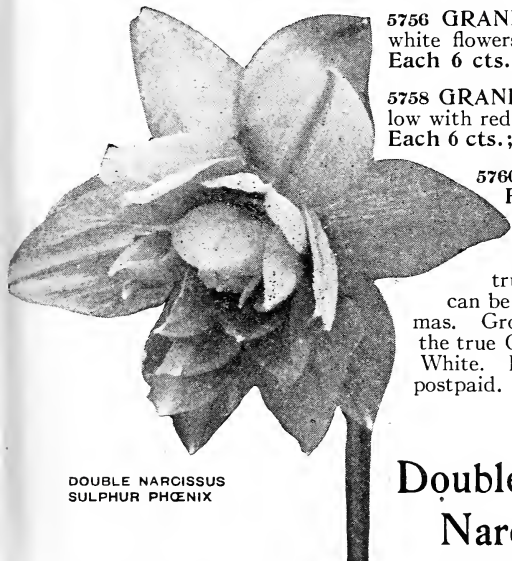 5756 GRAN
white flowers
Each 6 cts.
5758 GRAN
low with red
Each 6 cts.;
5760
tru
can be
mas. Gro
the true
White.
postpaid.
DOUBLE NARCISSUS
SULPHUR PHŒNIX
Double
Narc